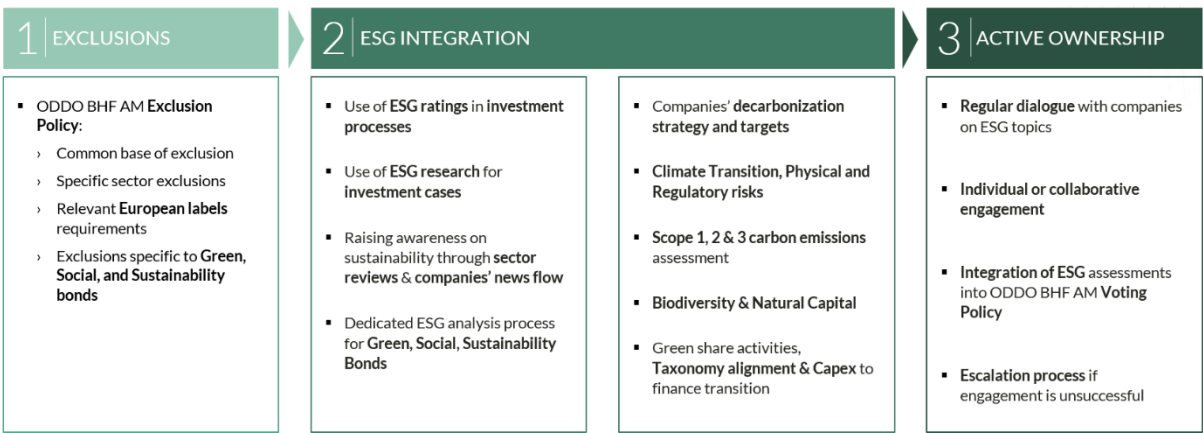 1 EXCLUSIONS
▪ ODDO BHF AM Exclusion
Policy:
› Common base of exclusion
› Specific sector exclusions
› Relevant European labels
requirements
› Exclusions specific to Green,
Social, and Sustainability
bonds
2 ESG INTEGRATION
▪ Use of ESG ratings in investment
processes
▪ Use of ESG research for
investment cases
▪ Raising awareness on
sustainability through sector
reviews & companies' news flow
▪ Dedicated ESG analysis process
for Green, Social, Sustainability
Bonds
▪ Companies' decarbonization
strategy and targets
▪ Climate Transition, Physical and
Regulatory risks
▪ Scope 1, 2 & 3 carbon emissions
assessment
▪ Biodiversity & Natural Capital
▪ Green share activities,
Taxonomy alignment & Capex to
finance transition
3 ACTIVE OWNERSHIP
▪ Regular dialogue with companies
on ESG topics
▪ Individual or collaborative
engagement
▪ Integration of ESG assessments
into ODDO BHF AM Voting
Policy
▪ Escalation process if
engagement is unsuccessful